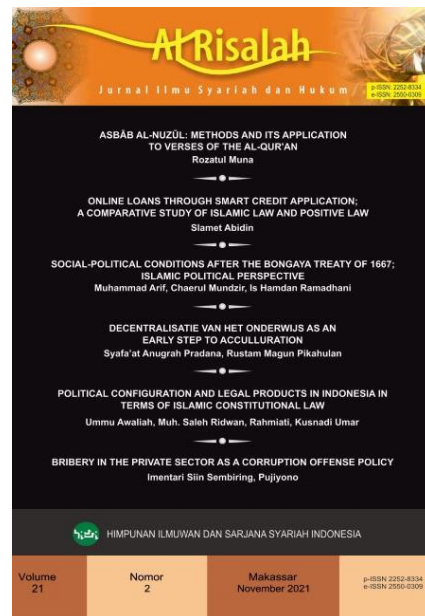 Al Risalah
Jurnal Ilmu Syariah dan Hukum
p-ISSN: 2252-8334
e-ISSN: 2550-0309
ASBĀB AL-NUZŪL: METHODS AND ITS APPLICATION
TO VERSES OF THE AL-QUR'AN
Rozatul Muna
ONLINE LOANS THROUGH SMART CREDIT APPLICATION;
A COMPARATIVE STUDY OF ISLAMIC LAW AND POSITIVE LAW
Slamet Abidin
SOCIAL-POLITICAL CONDITIONS AFTER THE BONGAYA TREATY OF 1667;
ISLAMIC POLITICAL PERSPECTIVE
Muhammad Arif, Chaerul Mundzir, Is Hamdan Ramadhani
DECENTRALISATIE VAN HET ONDERWIJS AS AN
EARLY STEP TO ACCULLURATION
Syafa'at Anugrah Pradana, Rustam Magun Pikahulan
POLITICAL CONFIGURATION AND LEGAL PRODUCTS IN INDONESIA IN
TERMS OF ISLAMIC CONSTITUTIONAL LAW
Ummu Awaliah, Muh. Saleh Ridwan, Rahmiati, Kusnadi Umar
BRIBERY IN THE PRIVATE SECTOR AS A CORRUPTION OFFENSE POLICY
Imentari Siin Sembiring, Pujiyono
HIMPUNAN ILMUWAN DAN SARJANA SYARIAH INDONESIA
Volume
21
Nomor
2
Makassar
November 2021
p-ISSN 2252-8334
e-ISSN 2550-0309